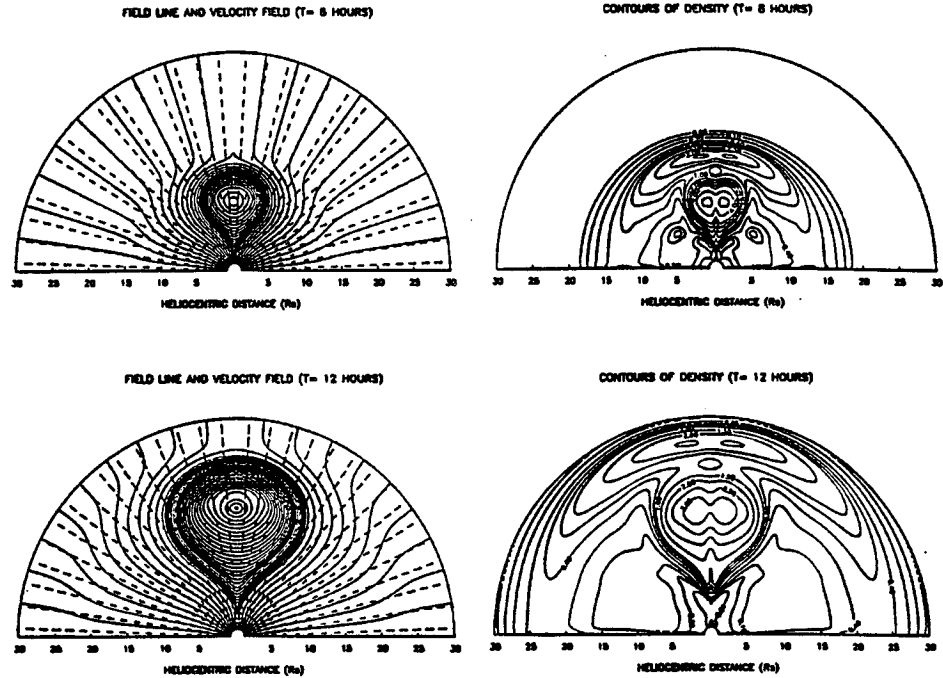 FIELD LINE AND VELOCITY FIELD (T= 6 HOURS)
CONTOURS OF DENSITY (T= 8 HOURS)
30 25 20 15 10 5 5 10 15 20 25 30
HELIOCENTRIC DISTANCE (Rs)
30 25 20 15 10 5 5 10 15 20 25 30
HELIOCENTRIC DISTANCE (Rs)
FIELD LINE AND VELOCITY FIELD (T= 12 HOURS)
CONTOURS OF DENSITY (T= 12 HOURS)
30 25 20 15 10 5 5 10 15 20 25 30
HELIOCENTRIC DISTANCE (Rs)
30 25 20 15 10 5 5 10 15 20 25 30
HELIOCENTRIC DISTANCE (Rs)